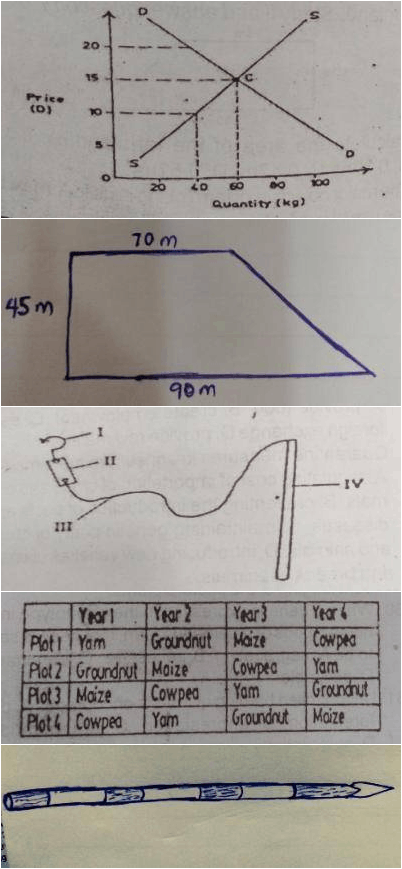 D
S
20
15
C
Price
(D)
10
5
S
D
0
20
40
60
80
100
Quantity (kg)
70 m
45 m
90 m
I
II
III
IV
Year 1 Year 2 Year 3 Year 4
Plot 1 Yam Groundnut Maize Cowpea
Plot 2 Groundnut Maize Cowpea Yam
Plot 3 Maize Cowpea Yam Groundnut
Plot 4 Cowpea Yam Groundnut Maize